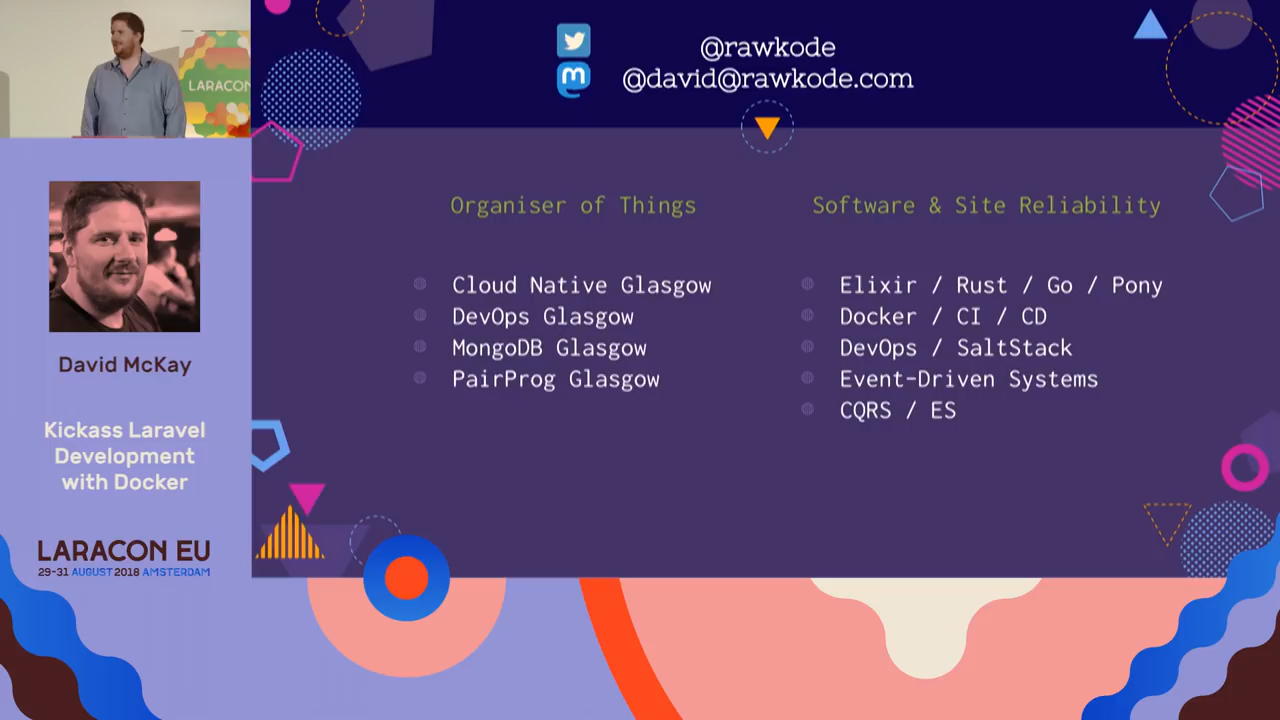 LARACON
David McKay
Kickass Laravel
Development
with Docker
LARACON EU
29-31 AUGUST 2018 AMSTERDAM
@rawkode
@david@rawkode.com
Organiser of Things
Cloud Native Glasgow
DevOps Glasgow
MongoDB Glasgow
PairProg Glasgow
Software & Site Reliability
Elixir / Rust / Go / Pony
Docker / CI / CD
DevOps / SaltStack
Event-Driven Systems
CQRS / ES